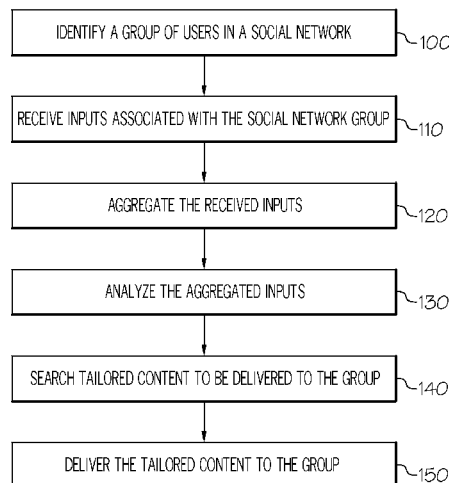 IDENTIFY A GROUP OF USERS IN A SOCIAL NETWORK
100
RECEIVE INPUTS ASSOCIATED WITH THE SOCIAL NETWORK GROUP
110
AGGREGATE THE RECEIVED INPUTS
120
ANALYZE THE AGGREGATED INPUTS
130
SEARCH TAILORED CONTENT TO BE DELIVERED TO THE GROUP
140
DELIVER THE TAILORED CONTENT TO THE GROUP
150